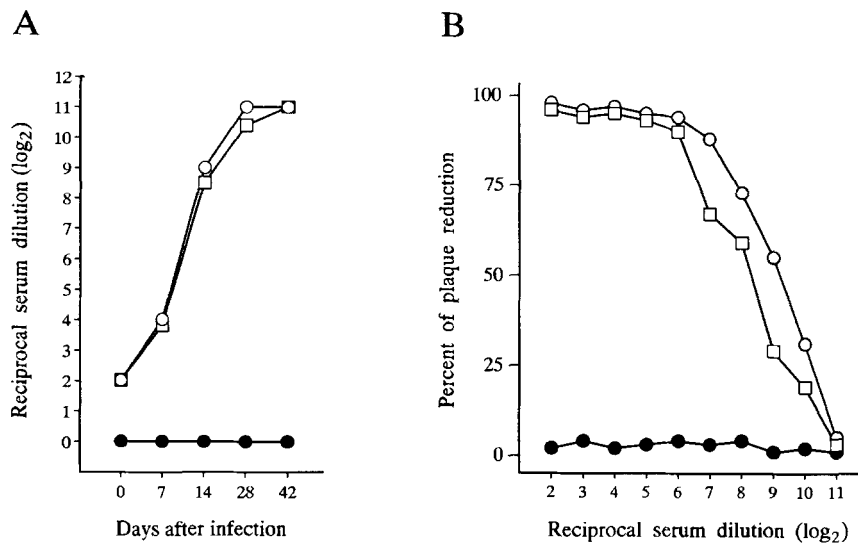 A
Reciprocal serum dilution (log2)
12
11
10
9
8
7
6
5
4
3
2
1
0
0 7 14 28 42
Days after infection
B
Percent of plaque reduction
100
75
50
25
0
2 3 4 5 6 7 8 9 10 11
Reciprocal serum dilution (log2)